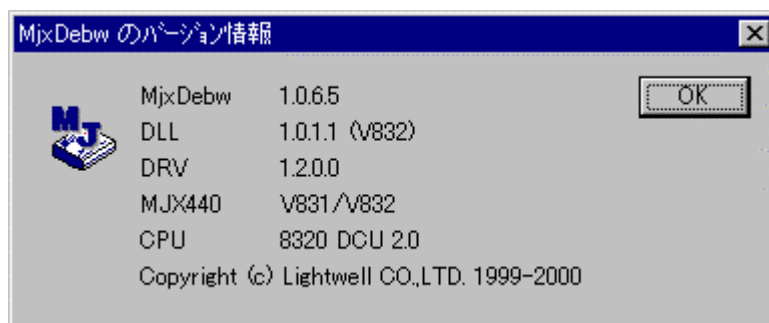 MjxDebw のバージョン情報
MjxDebw 1.0.6.5
OK
DLL 1.0.1.1 (V832)
DRV 1.2.0.0
MJX440 V831/V832
CPU 8320 DCU 2.0
Copyright (c) Lightwell CO.,LTD. 1999-2000
MJ